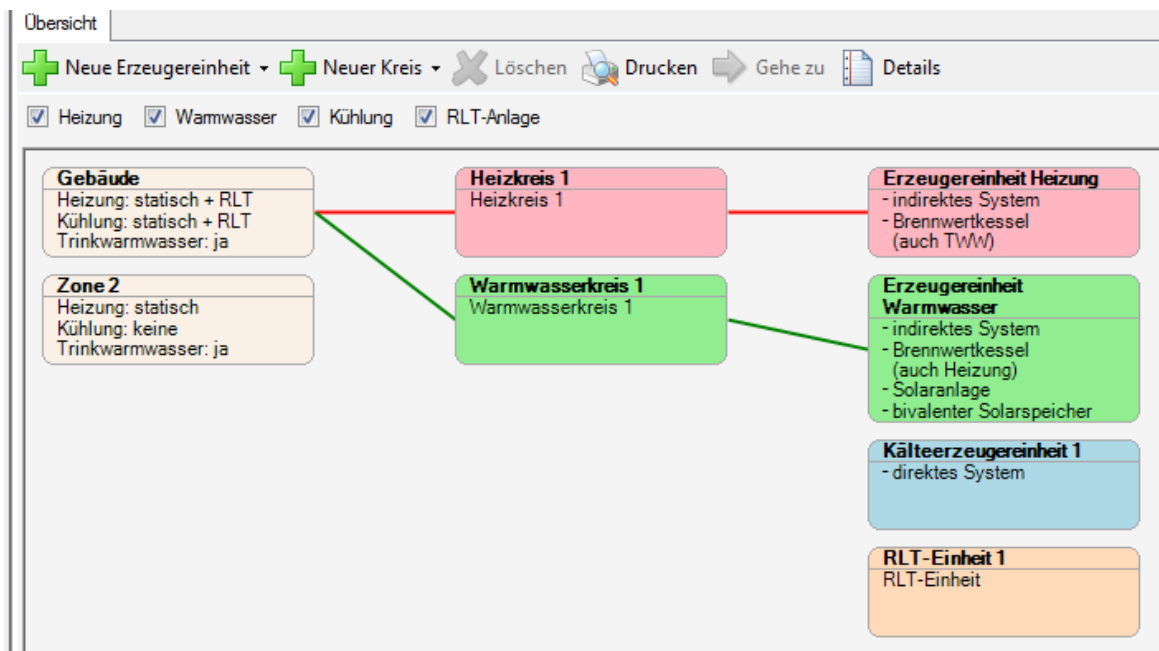 Übersicht
Neue Erzeugereinheit Neuer Kreis Löschen Drucken Gehe zu Details
Heizung Warmwasser Kühlung RLT-Anlage
Gebäude
Heizung: statisch + RLT
Kühlung: statisch + RLT
Trinkwarmwasser: ja
Heizkreis 1
Heizkreis 1
Erzeugereinheit Heizung
- indirektes System
- Brennwertkessel
(auch TWW)
Zone 2
Heizung: statisch
Kühlung: keine
Trinkwarmwasser: ja
Warmwasserkreis 1
Warmwasserkreis 1
Erzeugereinheit
Warmwasser
- indirektes System
- Brennwertkessel
(auch Heizung)
- Solaranlage
- bivalenter Solarspeicher
Kälteerzeugereinheit 1
- direktes System
RLT-Einheit 1
RLT-Einheit